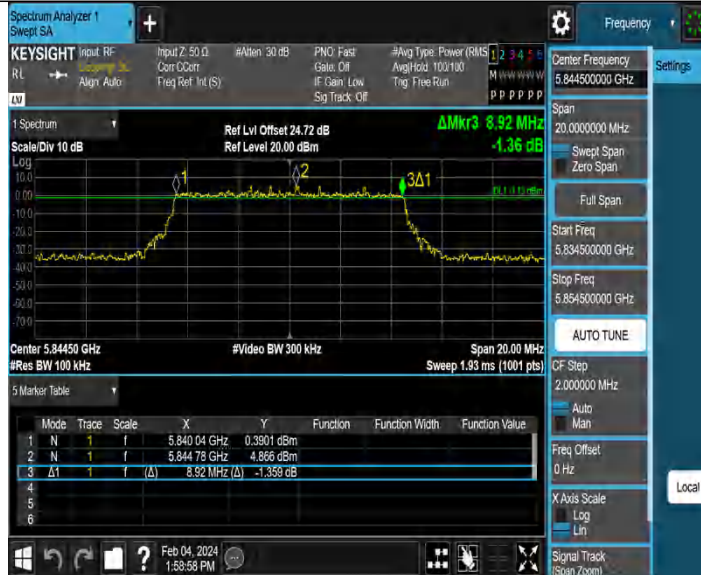 Spectrum Analyzer 1
Swept SA
Frequency
KEYSIGHT Input: RF
RL
Align: Auto
Input Z: 50 Ω
Corr CCorr
Freq Ref: Int (S)
#Atten: 30 dB
PNO: Fast
Gate: Off
IF Gain: Low
Sig Track: Off
#Avg Type: Power (RMS
Avg|Hold: 100/100
Trig: Free Run
1 2 3 4 5 6
M W W W W W
P P P P P P
LXI
1 Spectrum
Scale/Div 10 dB
Log
Ref Lvl Offset 24.72 dB
Ref Level 20.00 dBm
ΔMkr3 8.92 MHz
-1.36 dB
10.0
0.00
-10.0
-20.0
-30.0
-40.0
-50.0
-60.0
-70.0
1
2
3Δ1
Center 5.84450 GHz
#Video BW 300 kHz
Span 20.00 MHz
#Res BW 100 kHz
Sweep 1.93 ms (1001 pts)
5 Marker Table
Mode Trace Scale X Y Function Function Width Function Value
1 N 1 f 5.840 04 GHz 0.3901 dBm
2 N 1 f 5.844 78 GHz 4.866 dBm
3 Δ1 1 f (Δ) 8.92 MHz (Δ) -1.359 dB
4
5
6
Feb 04, 2024
1:58:58 PM
Center Frequency
5.844500000 GHz
Settings
Span
20.0000000 MHz
Swept Span
Zero Span
Full Span
Start Freq
5.834500000 GHz
Stop Freq
5.854500000 GHz
AUTO TUNE
CF Step
2.000000 MHz
Auto
Man
Freq Offset
0 Hz
X Axis Scale
Log
Lin
Local
Signal Track
(Span Zoom)